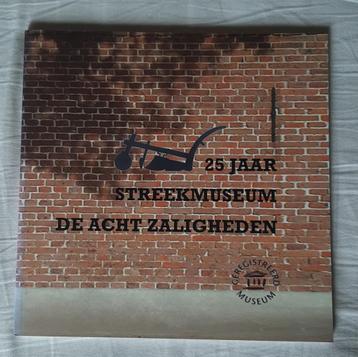 25 JAAR
STREEKMUSEUM
DE ACHT ZALIGHEDEN
GEREGISTREERD
MUSEUM